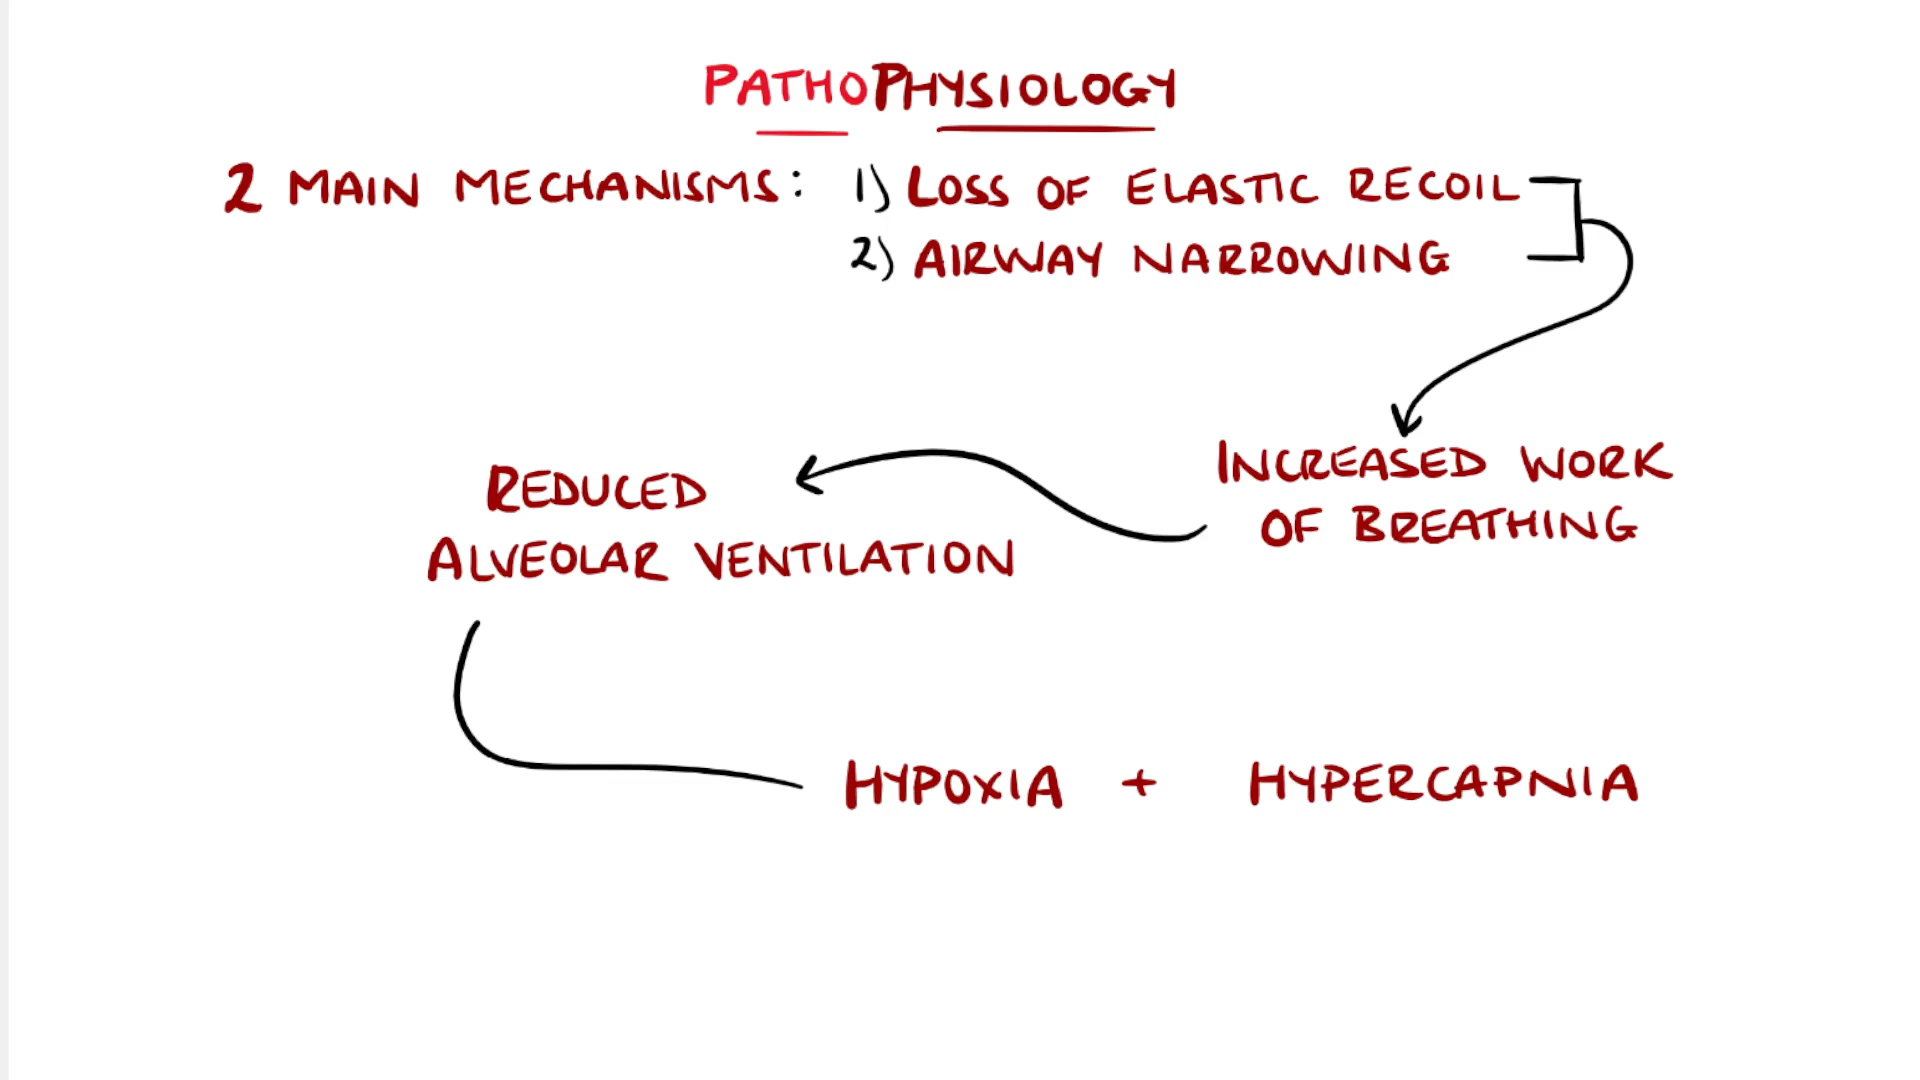 PATHOPHYSIOLOGY
2 MAIN MECHANISMS: 1) LOSS OF ELASTIC RECOIL
2) AIRWAY NARROWING
INCREASED WORK
OF BREATHING
REDUCED
ALVEOLAR VENTILATION
HYPOXIA + HYPERCAPNIA